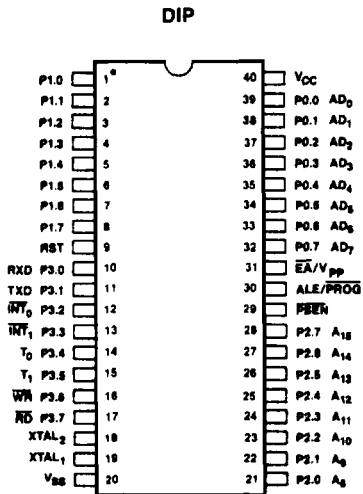 DIP
P1.0 1 40 VCC
P1.1 2 39 P0.0 AD0
P1.2 3 38 P0.1 AD1
P1.3 4 37 P0.2 AD2
P1.4 5 36 P0.3 AD3
P1.5 6 35 P0.4 AD4
P1.6 7 34 P0.5 AD5
P1.7 8 33 P0.6 AD6
RST 9 32 P0.7 AD7
RXD P3.0 10 31 EA/VPP
TXD P3.1 11 30 ALE/PROG
INT0 P3.2 12 29 PSEN
INT1 P3.3 13 28 P2.7 A15
T0 P3.4 14 27 P2.6 A14
T1 P3.5 15 26 P2.5 A13
WR P3.6 16 25 P2.4 A12
RD P3.7 17 24 P2.3 A11
XTAL2 18 23 P2.2 A10
XTAL1 19 22 P2.1 A9
VSS 20 21 P2.0 A8